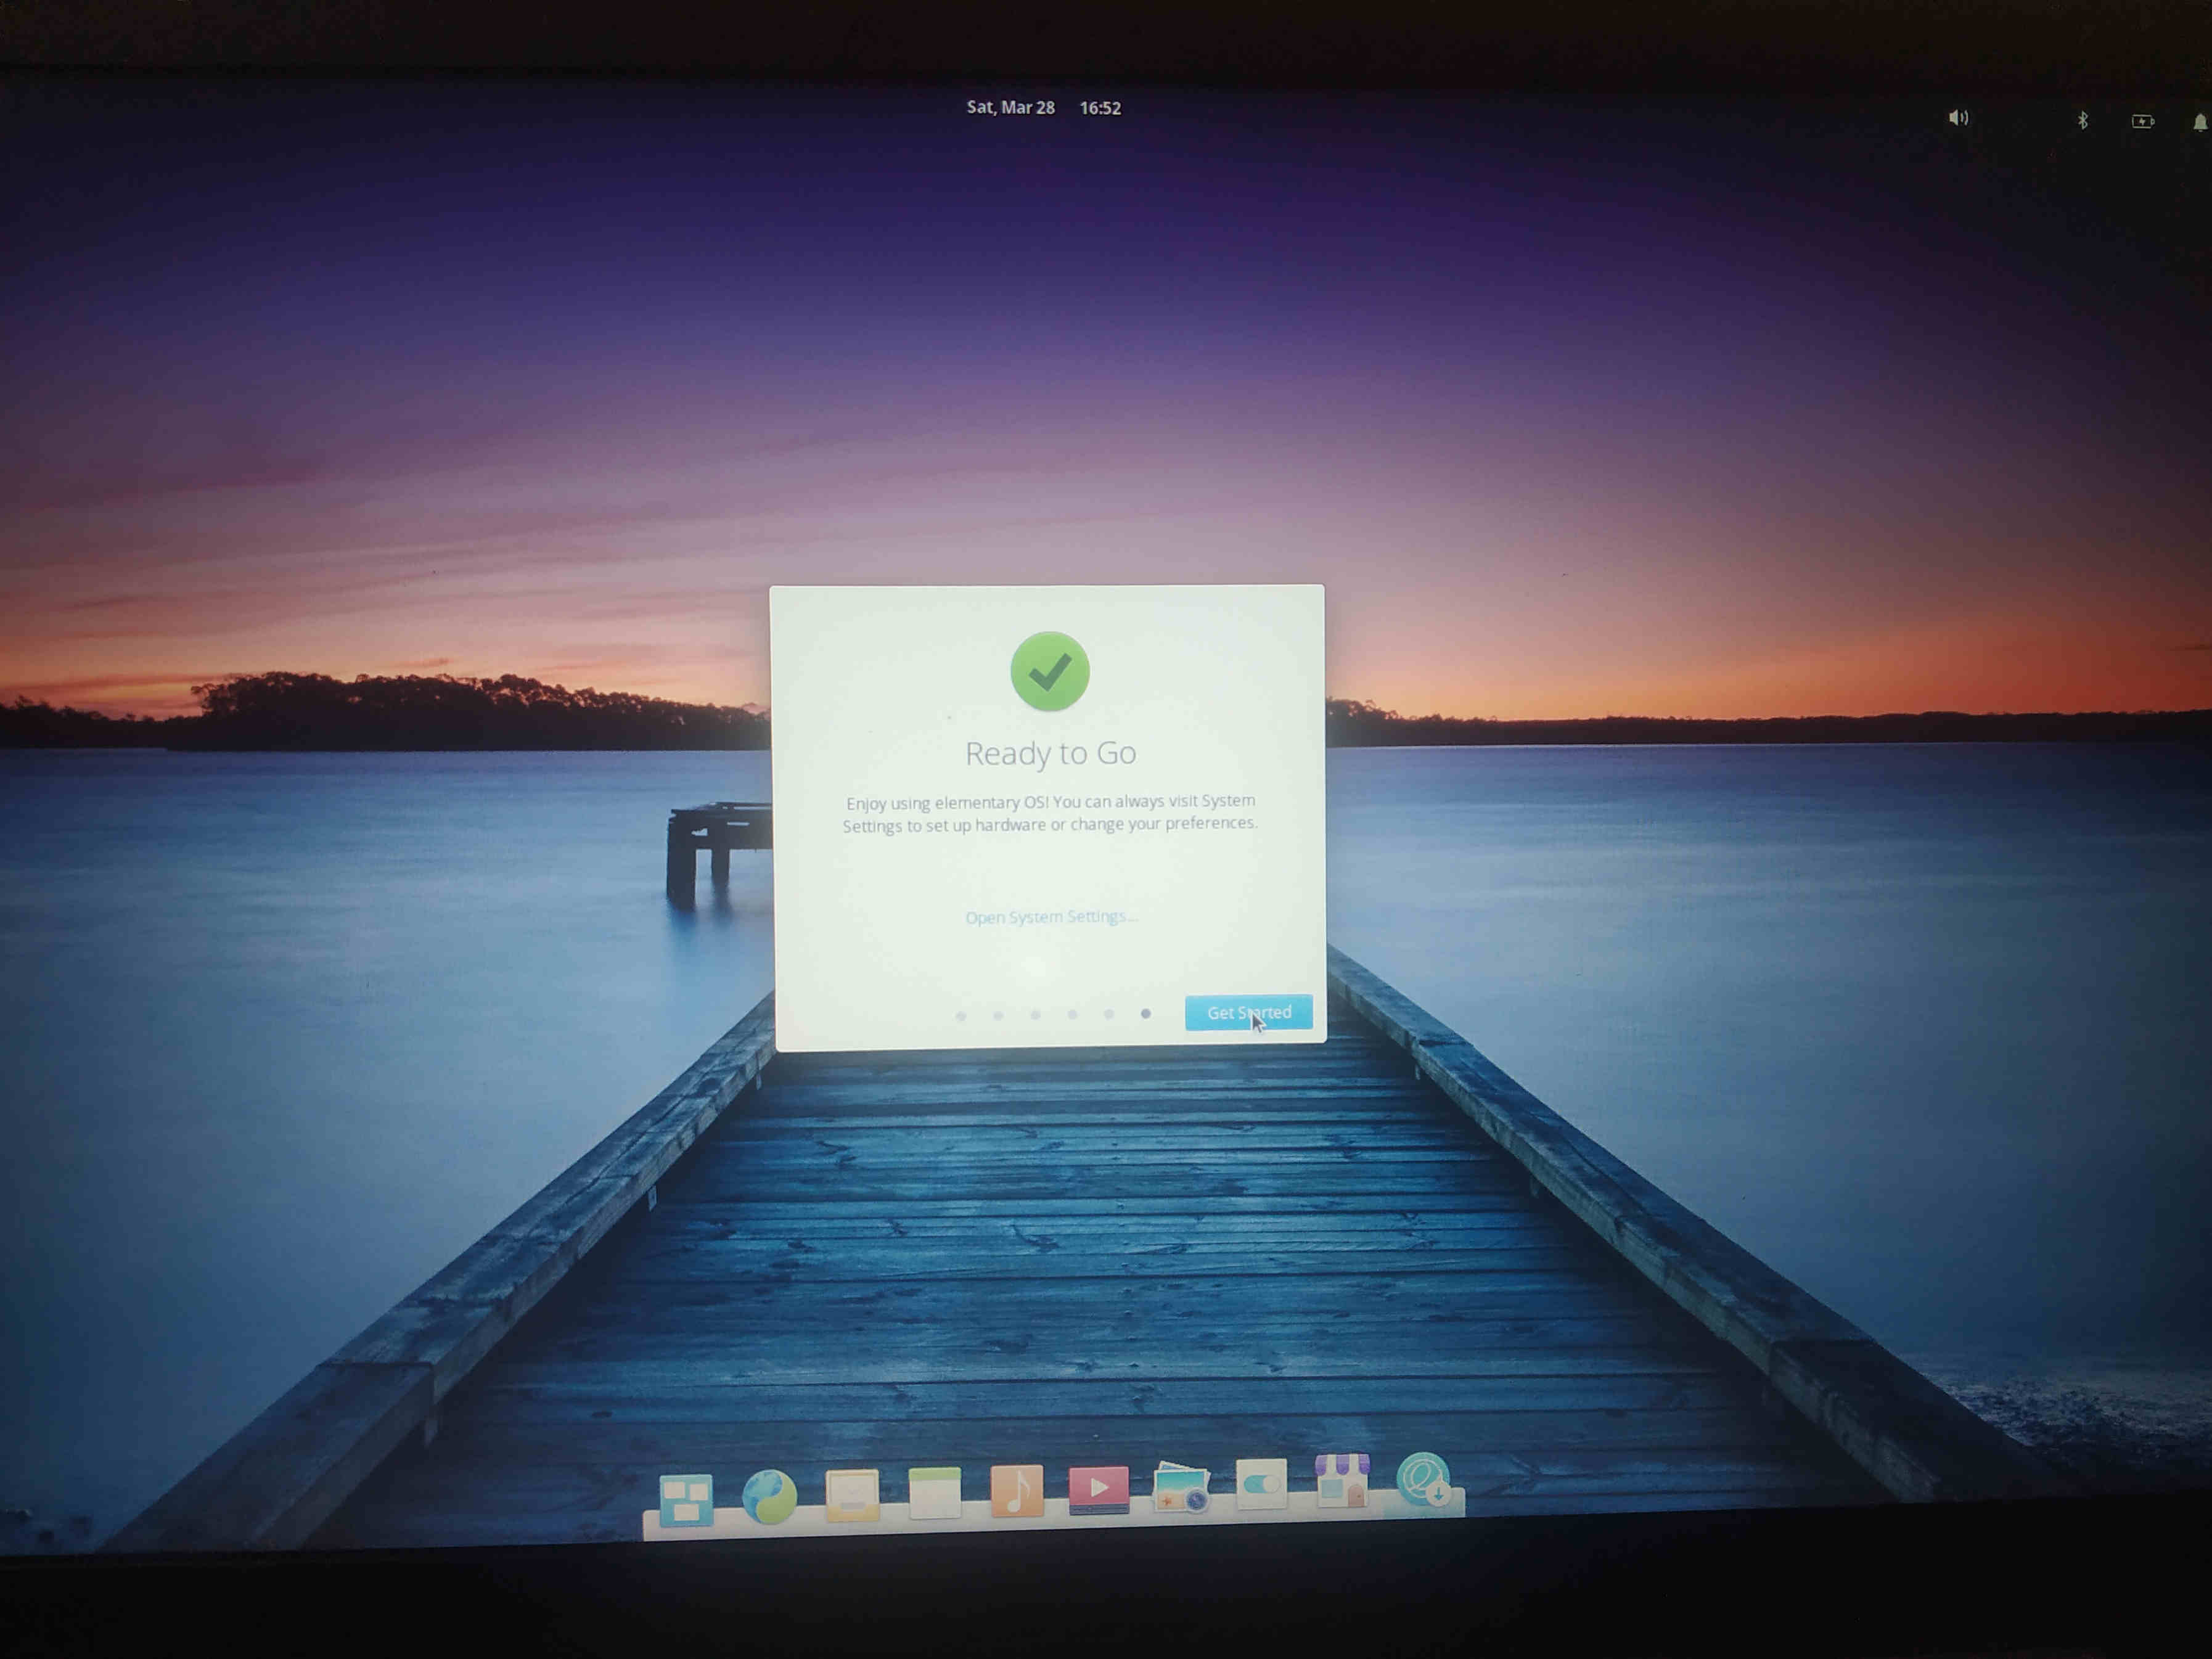 Sat, Mar 28 16:52
Ready to Go
Enjoy using elementary OS! You can always visit System
Settings to set up hardware or change your preferences.
Open System Settings...
Get Started